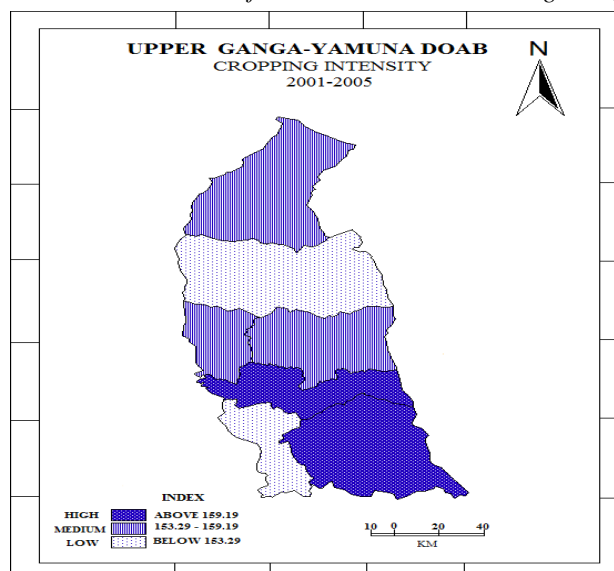 UPPER GANGA-YAMUNA DOAB
CROPPING INTENSITY
2001-2005
N
INDEX
HIGH ABOVE 159.19
MEDIUM 153.29 - 159.19
LOW BELOW 153.29
10 0 20 40
KM